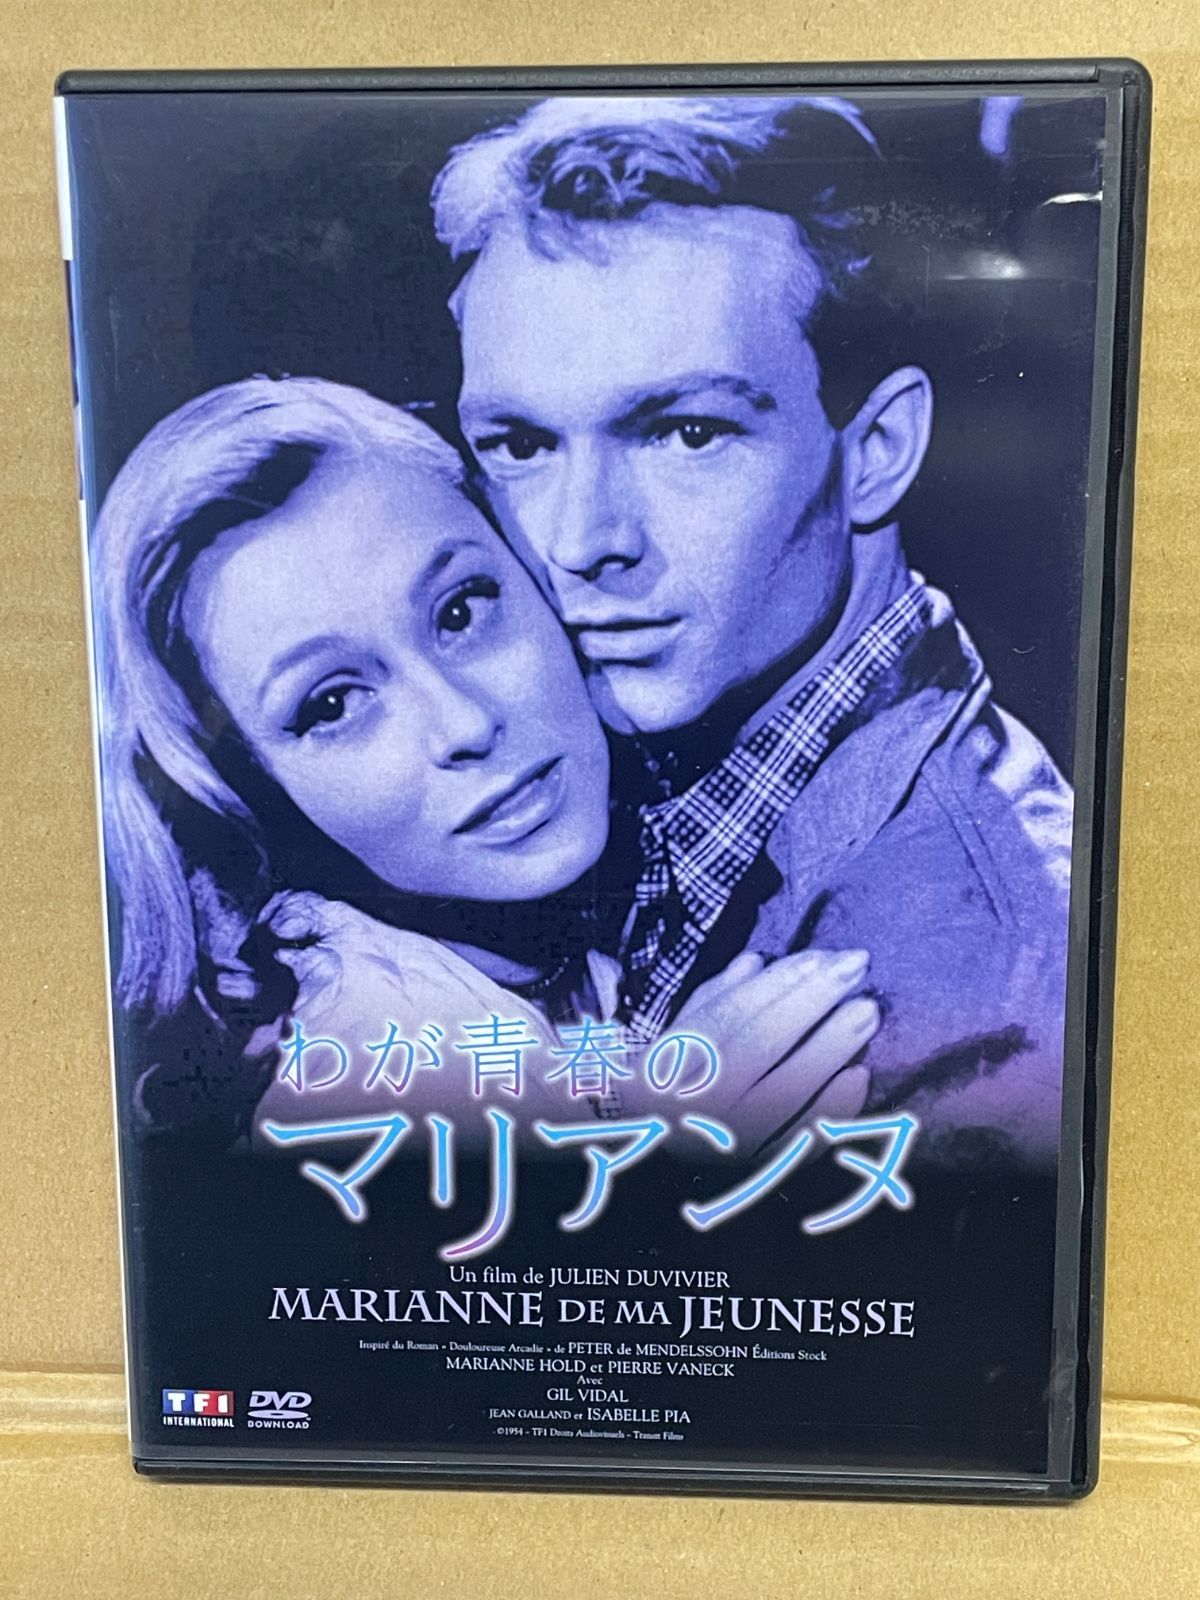 わが青春の
マリアンヌ
Un film de JULIEN DUVIVIER
MARIANNE DE MA JEUNESSE
Inspiré du Roman « Douloureuse Arcadie » de PETER de MENDELSSOHN Éditions Stock
MARIANNE HOLD et PIERRE VANECK
Avec
GIL VIDAL
JEAN GALLAND et ISABELLE PIA
©1954 - TF1 Droits Audiovisuels - Transit Films
TF1
INTERNATIONAL
DVD
DOWNLOAD